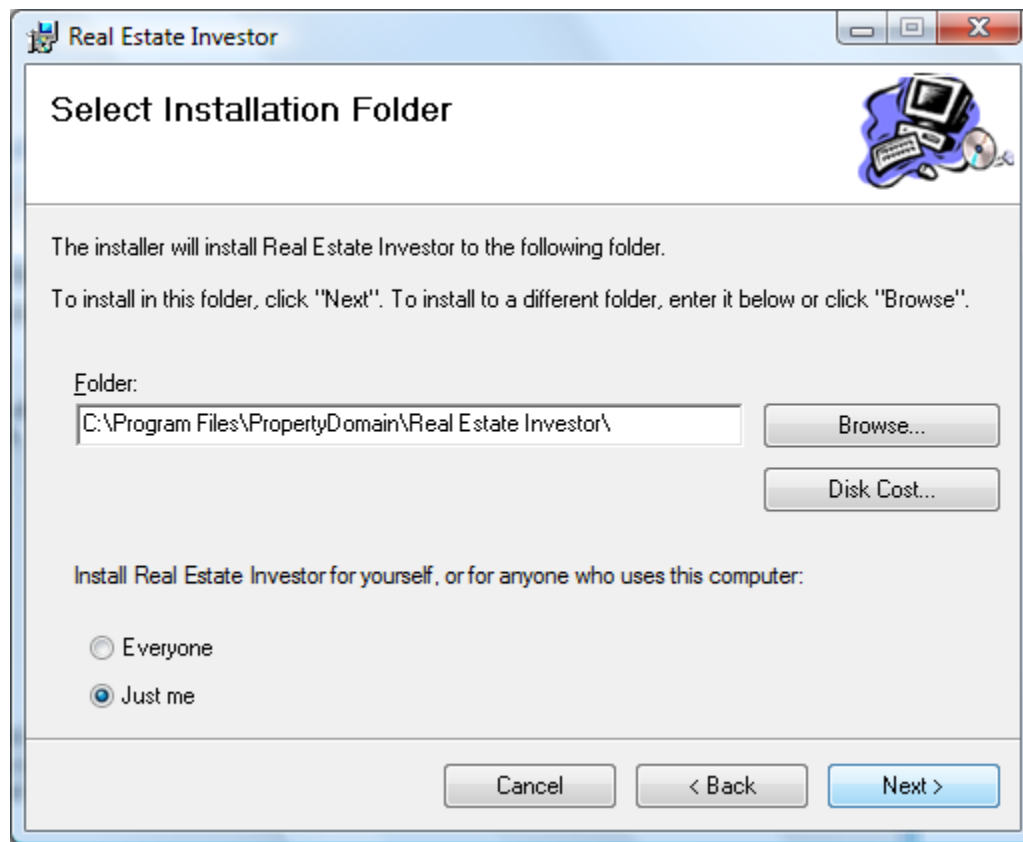 Real Estate Investor
Select Installation Folder
The installer will install Real Estate Investor to the following folder.
To install in this folder, click "Next". To install to a different folder, enter it below or click "Browse".
Folder:
C:\Program Files\PropertyDomain\Real Estate Investor\
Browse...
Disk Cost...
Install Real Estate Investor for yourself, or for anyone who uses this computer:
Everyone
Just me
Cancel
< Back
Next >